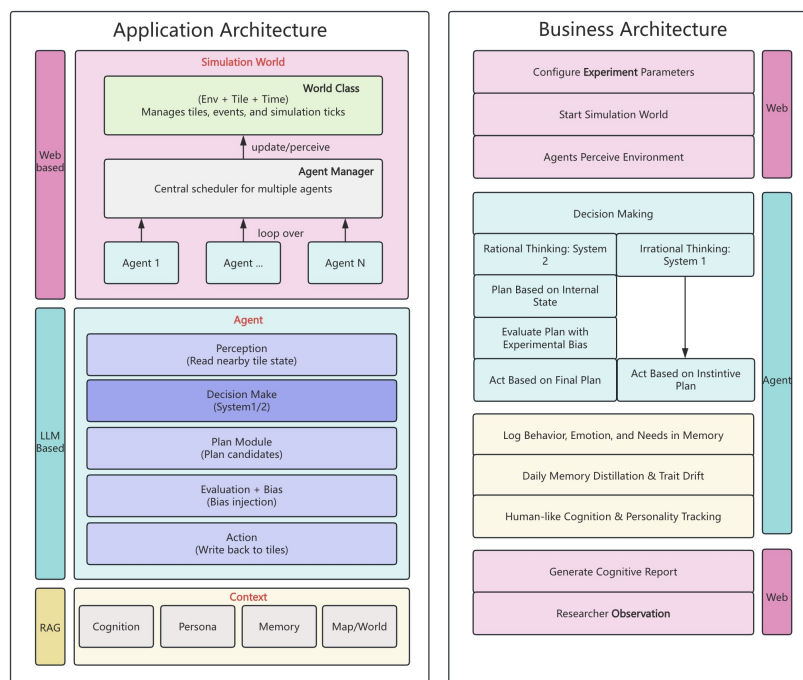 Application Architecture
Web
based
Simulation World
World Class
(Env + Tile + Time)
Manages tiles, events, and simulation ticks
update/perceive
Agent Manager
Central scheduler for multiple agents
loop over
Agent 1
Agent ...
Agent N
LLM
Based
Agent
Perception
(Read nearby tile state)
Decision Make
(System1/2)
Plan Module
(Plan candidates)
Evaluation + Bias
(Bias injection)
Action
(Write back to tiles)
RAG
Context
Cognition
Persona
Memory
Map/World
Business Architecture
Configure Experiment Parameters
Start Simulation World
Agents Perceive Environment
Web
Decision Making
Rational Thinking: System
2
Irrational Thinking:
System 1
Plan Based on Internal
State
Evaluate Plan with
Experimental Bias
Act Based on Final Plan
Act Based on Instintive
Plan
Agent
Log Behavior, Emotion, and Needs in Memory
Daily Memory Distillation & Trait Drift
Human-like Cognition & Personality Tracking
Generate Cognitive Report
Researcher Observation
Web